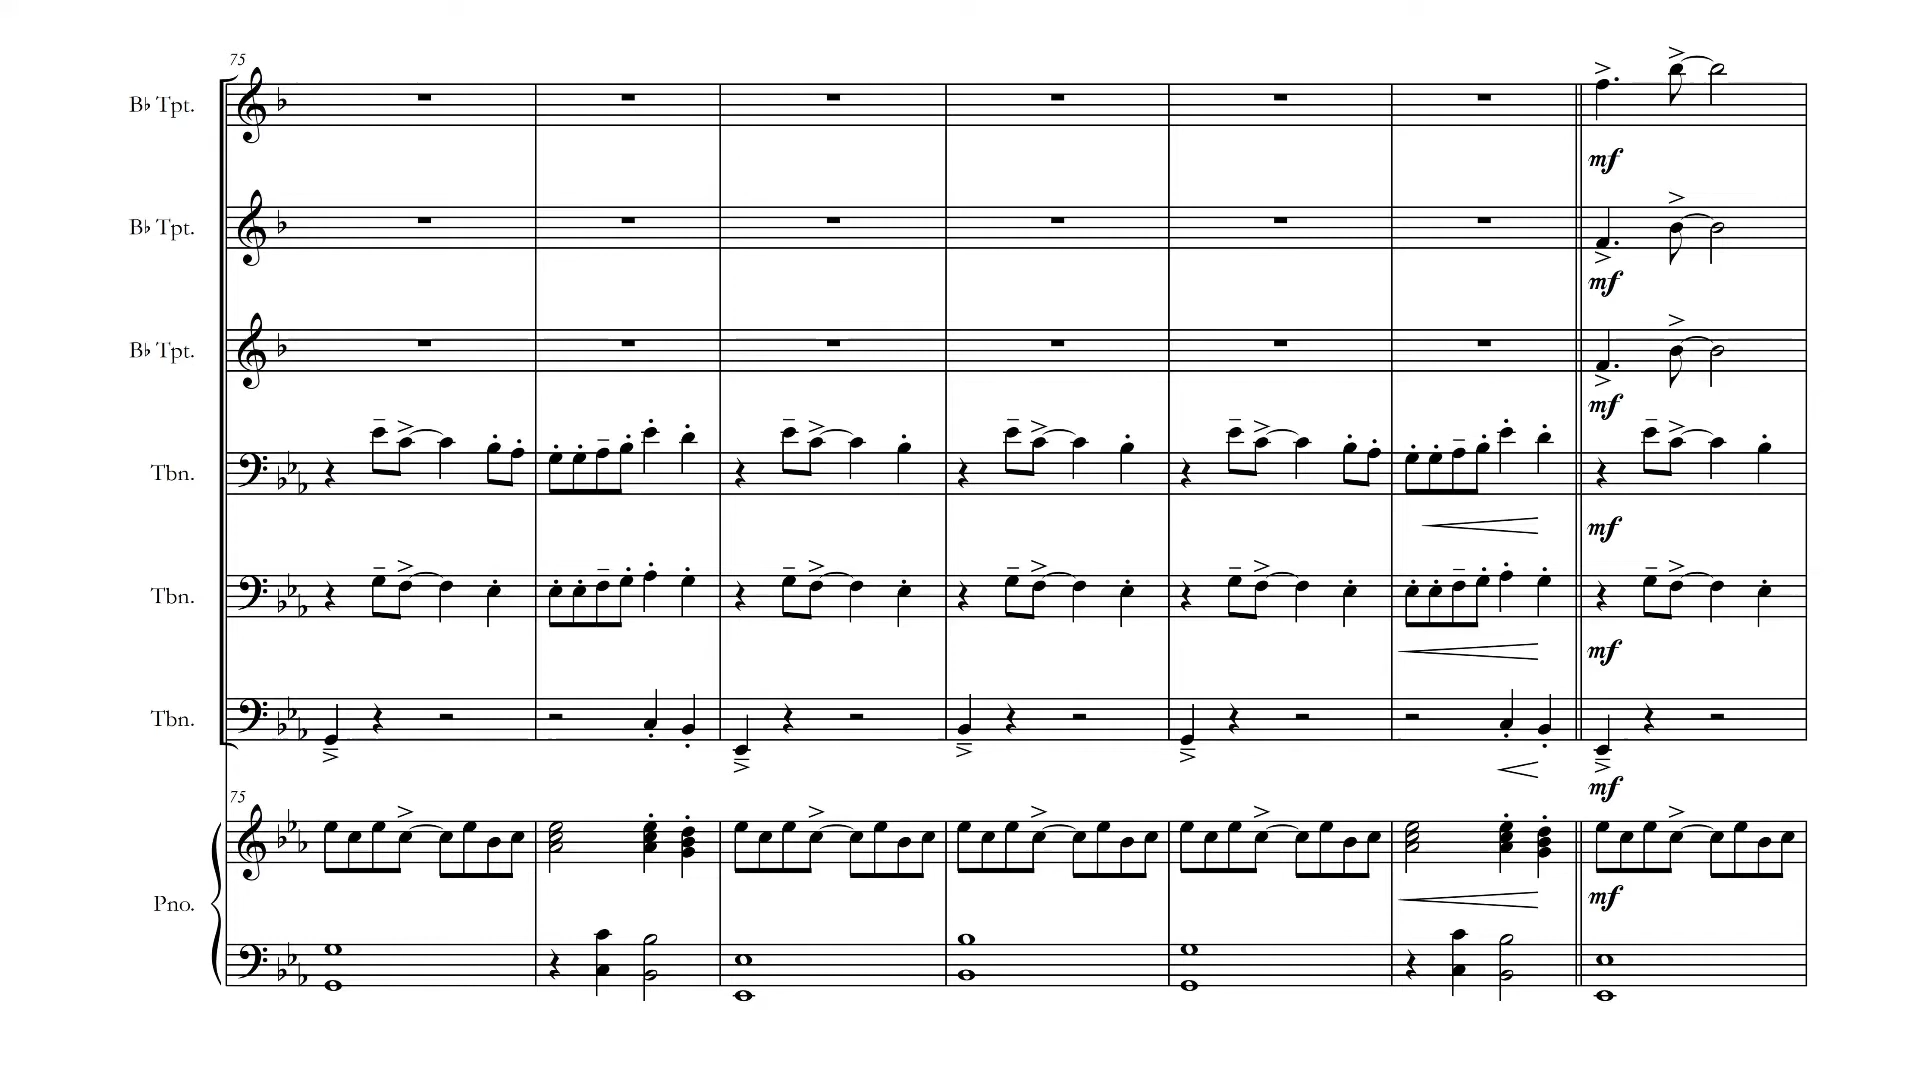 75
B♭ Tpt.
mf
B♭ Tpt.
mf
B♭ Tpt.
mf
Tbn.
mf
Tbn.
mf
Tbn.
mf
75
Pno.
mf